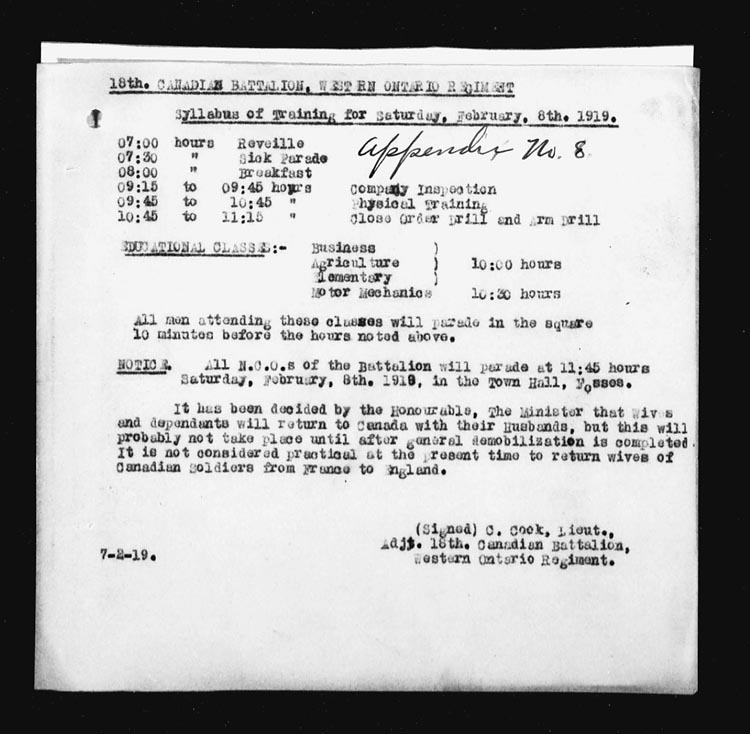 18th. CANADIAN BATTALION, WESTERN ONTARIO REGIMENT
Syllabus of Training for Saturday, February, 8th. 1919.
Appendix No. 8
07:00 hours Reveille
07:30 " Sick Parade
08:00 " Breakfast
09:15 to 09:45 hours Company Inspection
09:45 to 10:45 " Physical Training
10:45 to 11:15 " Close Order Drill and Arm Drill
EDUCATIONAL CLASSES:- Business )
Agriculture ) 10:00 hours
Elementary )
Motor Mechanics 10:30 hours
All men attending these classes will parade in the square
10 minutes before the hours noted above.
NOTICE. All N.C.O.s of the Battalion will parade at 11:45 hours
Saturday, February, 8th. 1919, in the Town Hall, Fosses.
It has been decided by the Honourable, The Minister that wives
and dependants will return to Canada with their Husbands, but this will
probably not take place until after general demobilization is completed.
It is not considered practical at the present time to return wives of
Canadian Soldiers from France to England.
(Signed) C. Cook, Lieut.,
Adjt. 18th. Canadian Battalion,
7-2-19.
Western Ontario Regiment.